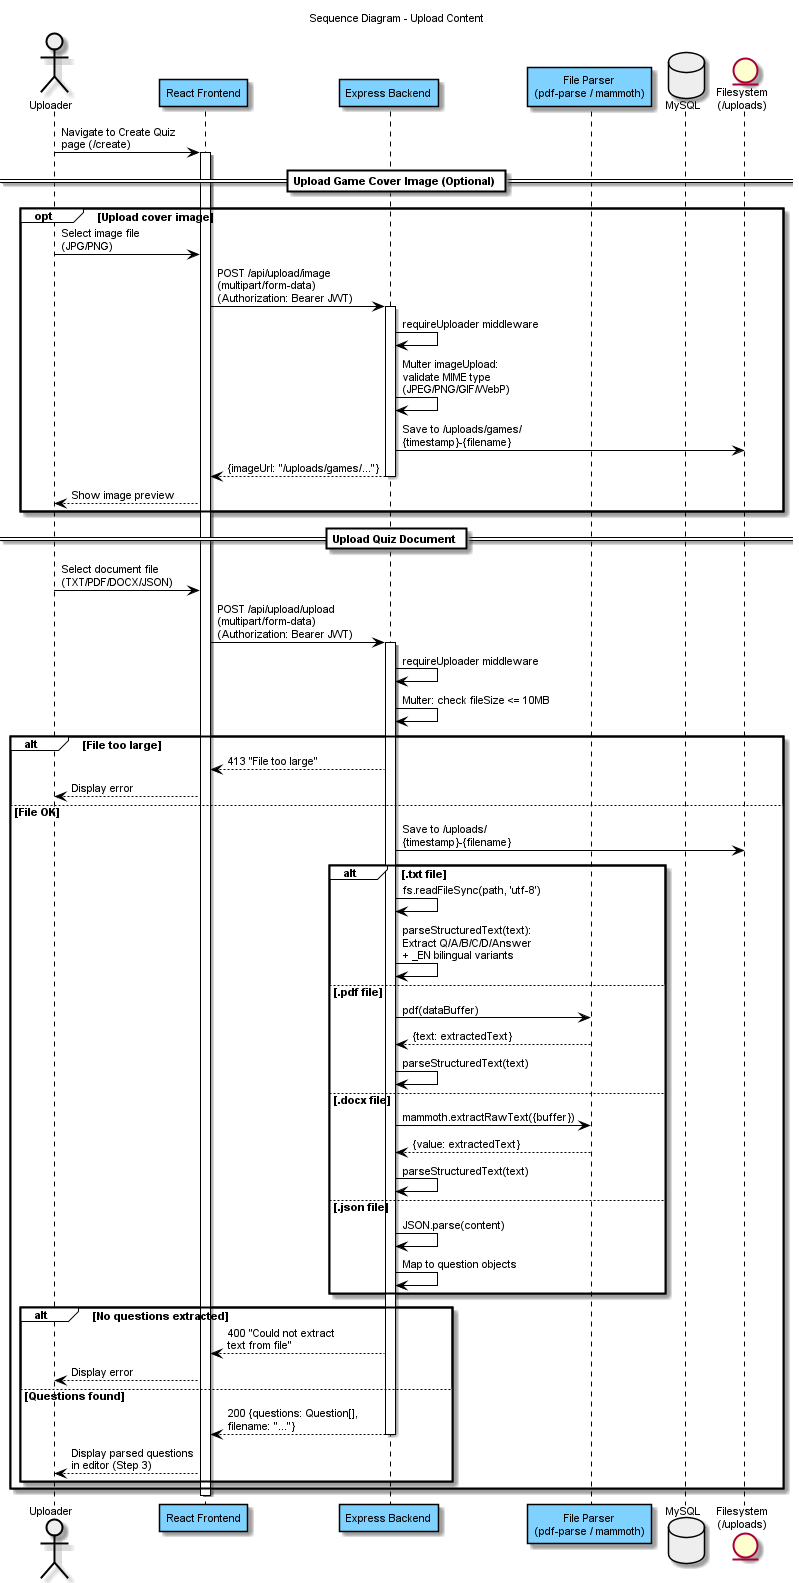 Sequence Diagram - Upload Content
Uploader
React Frontend
Express Backend
File Parser
(pdf-parse / mammoth)
MySQL
Filesystem
(/uploads)
Navigate to Create Quiz
page (/create)
Upload Game Cover Image (Optional)
opt
[Upload cover image]
Select image file
(JPG/PNG)
POST /api/upload/image
(multipart/form-data)
(Authorization: Bearer JWT)
requireUploader middleware
Multer imageUpload:
validate MIME type
(JPEG/PNG/GIF/WebP)
Save to /uploads/games/
{timestamp}-{filename}
{imageUrl: "/uploads/games/..."}
Show image preview
Upload Quiz Document
Select document file
(TXT/PDF/DOCX/JSON)
POST /api/upload/upload
(multipart/form-data)
(Authorization: Bearer JWT)
requireUploader middleware
Multer: check fileSize <= 10MB
alt
[File too large]
413 "File too large"
Display error
[File OK]
Save to /uploads/
{timestamp}-{filename}
alt
[.txt file]
fs.readFileSync(path, 'utf-8')
parseStructuredText(text):
Extract Q/A/B/C/D/Answer
+ _EN bilingual variants
[.pdf file]
pdf(dataBuffer)
{text: extractedText}
parseStructuredText(text)
[.docx file]
mammoth.extractRawText({buffer})
{value: extractedText}
parseStructuredText(text)
[.json file]
JSON.parse(content)
Map to question objects
alt
[No questions extracted]
400 "Could not extract
text from file"
Display error
[Questions found]
200 {questions: Question[],
filename: "..."}
Display parsed questions
in editor (Step 3)
Uploader
React Frontend
Express Backend
File Parser
(pdf-parse / mammoth)
MySQL
Filesystem
(/uploads)